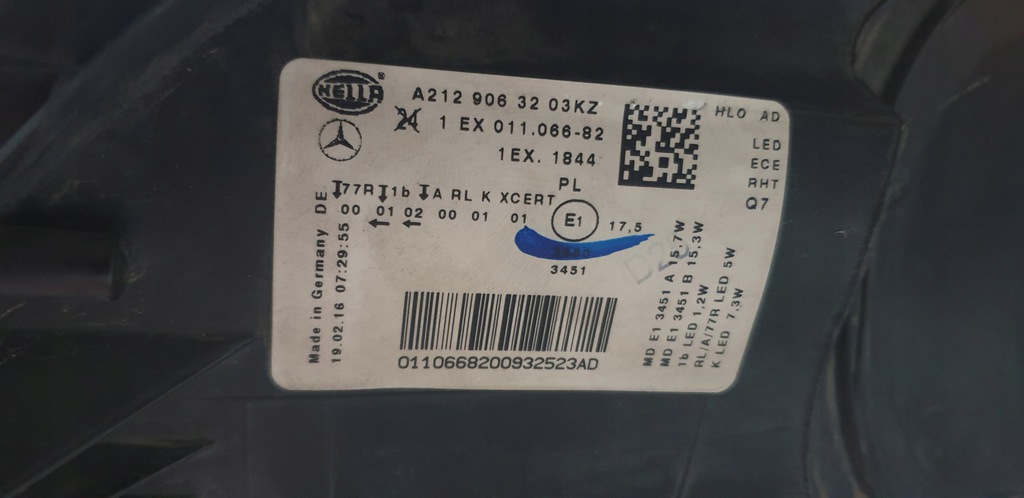 HELLA ®
A212 906 32 03KZ
24 1 EX 011.066-82
1EX. 1844
PL
77R 1b A RL K XCERT
00 01 02 00 01 01
E1
17,5
3451
HLO AD
LED
ECE
RHT
Q7
Made in Germany DE
19.02.16 07:29:55
MD E1 3451 A 15,7W
MD E1 3451 B 15,3W
1b LED 1,2W
RL/A/77R LED 5W
K LED 7,3W
0110668200932523AD